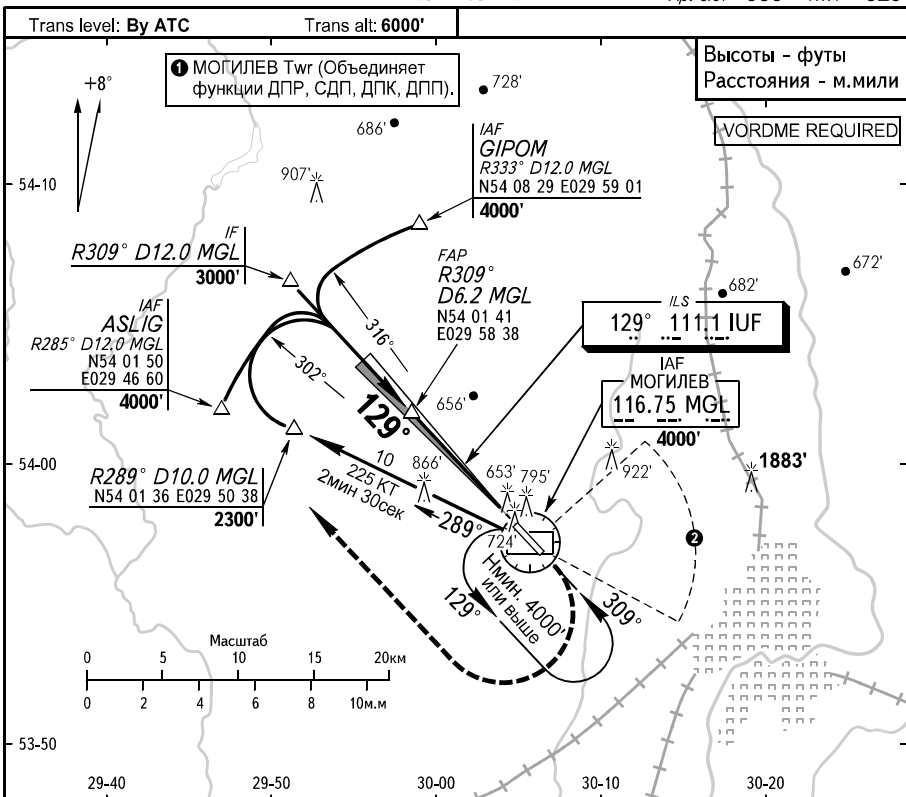 Trans level: By ATC
Trans alt: 6000'
+8°
❶ МОГИЛЕВ Twr (Объединяет
функции ДПР, СДП, ДПК, ДПП).
728'
686'
Высоты - футы
Расстояния - м.мили
VORDME REQUIRED
54-10
907'
IAF
GIPOM
R333° D12.0 MGL
N54 08 29 E029 59 01
4000'
IF
R309° D12.0 MGL
3000'
FAP
R309°
D6.2 MGL
N54 01 41
E029 58 38
672'
682'
ILS
129° 111.1 IUF
IAF
ASLIG
R285° D12.0 MGL
N54 01 50
E029 46 60
4000'
316°
302°
129°
656'
IAF
МОГИЛЕВ
116.75 MGL
4000'
R289° D10.0 MGL
N54 01 36 E029 50 38
2300'
54-00
10
225 KT
2мин 30сек
289°
866'
653'
795'
724'
922'
1883'
❷
129°
Hмин. 4000'
или выше
309°
Масштаб
0 5 10 15 20км
0 2 4 6 8 10м.м
53-50
29-40 29-50 30-00 30-10 30-20